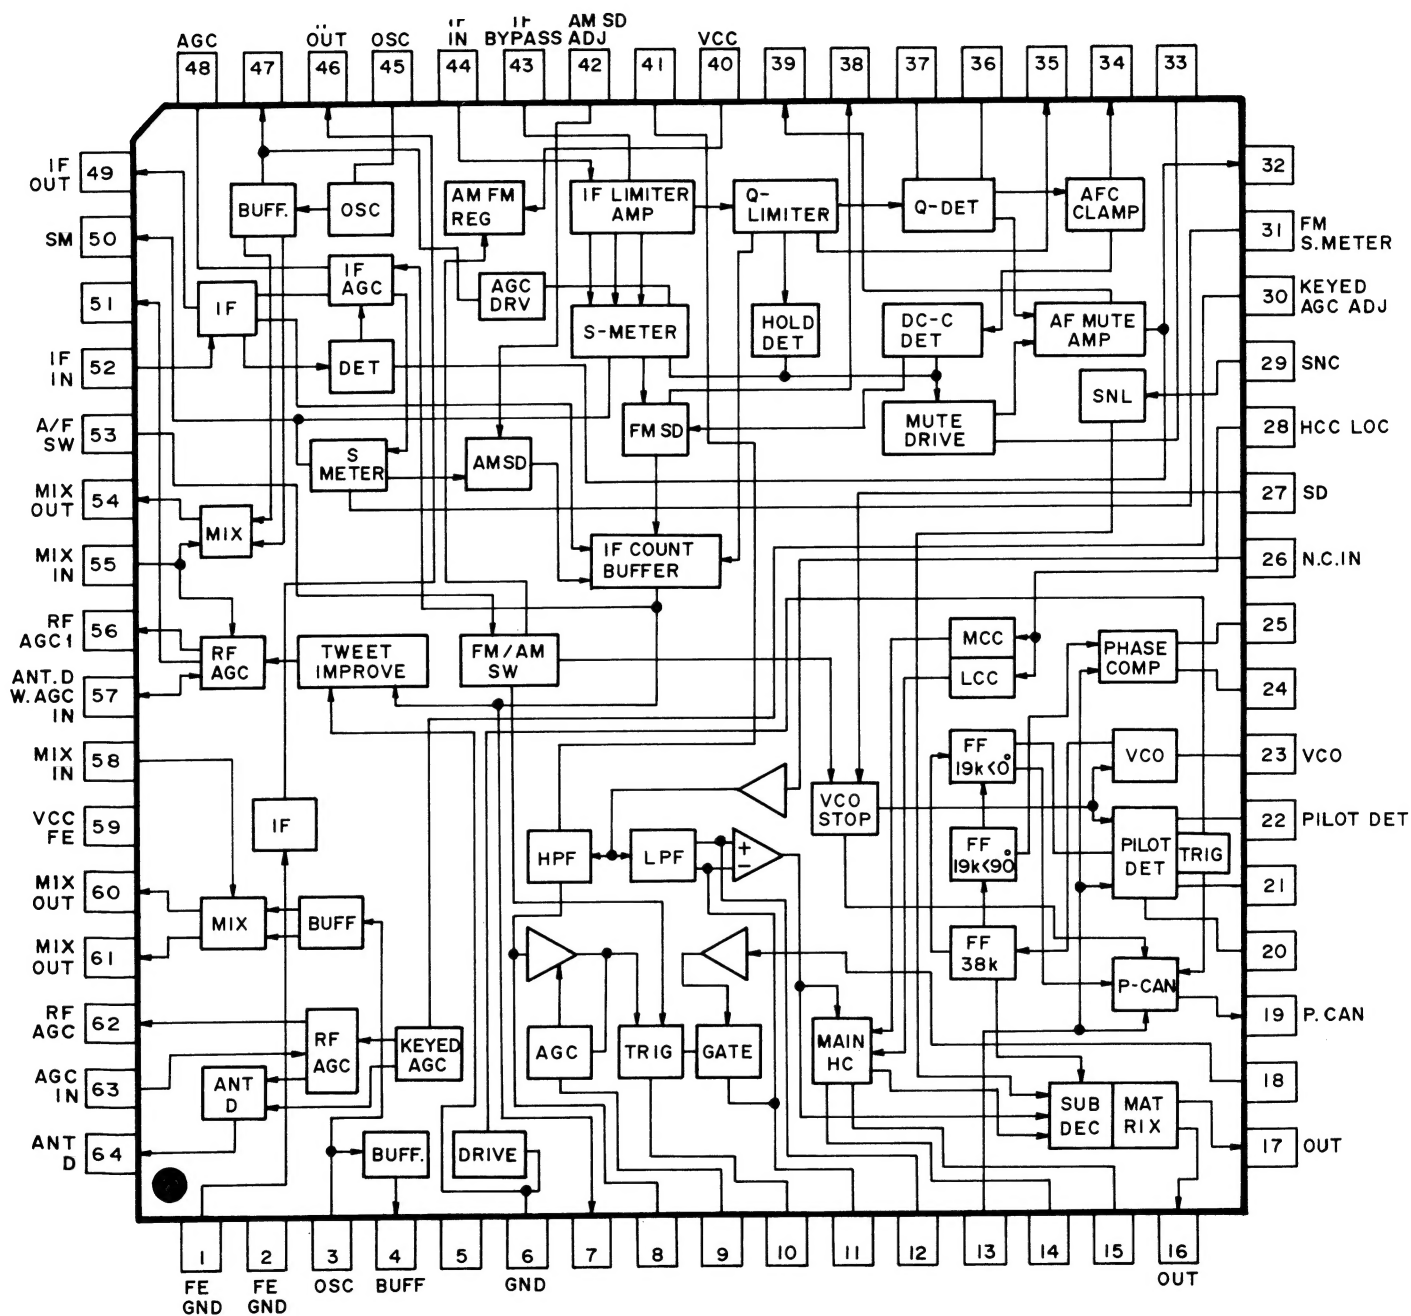 AGC
OUT
OSC
IF
IN
IF
BYPASS
AM SD
ADJ
VCC
48
47
46
45
44
43
42
41
40
39
38
37
36
35
34
33
IF
OUT
49
SM
50
51
IF
IN
52
A/F
SW
53
MIX
OUT
54
MIX
IN
55
RF
AGC1
56
ANT.D
W.AGC
IN
57
MIX
IN
58
VCC
FE
59
MIX
OUT
60
MIX
OUT
61
RF
AGC
62
AGC
IN
63
ANT
D
64
32
31 FM
S.METER
30 KEYED
AGC ADJ
29 SNC
28 HCC LOC
27 SD
26 N.C.IN
25
24
23 VCO
22 PILOT DET
21
20
19 P.CAN
18
17 OUT
BUFF.
OSC
AM FM
REG
IF LIMITER
AMP
Q-
LIMITER
Q-DET
AFC
CLAMP
IF
AGC
AGC
DRV
IF
S-METER
HOLD
DET
DC-C
DET
AF MUTE
AMP
DET
SNL
FMSD
MUTE
DRIVE
S
METER
AMSD
MIX
IF COUNT
BUFFER
RF
AGC
TWEET
IMPROVE
FM/AM
SW
MCC
LCC
PHASE
COMP
FF
19k<0°
VCO
VCO
STOP
IF
HPF
LPF
+
−
FF
19k<90°
PILOT
DET
TRIG
MIX
BUFF
FF
38k
P-CAN
RF
AGC
KEYED
AGC
AGC
TRIG
GATE
MAIN
HC
ANT
D
SUB
DEC
MAT
RIX
BUFF.
DRIVE
1
2
3
4
5
6
7
8
9
10
11
12
13
14
15
16
FE
GND
FE
GND
OSC
BUFF
GND
OUT